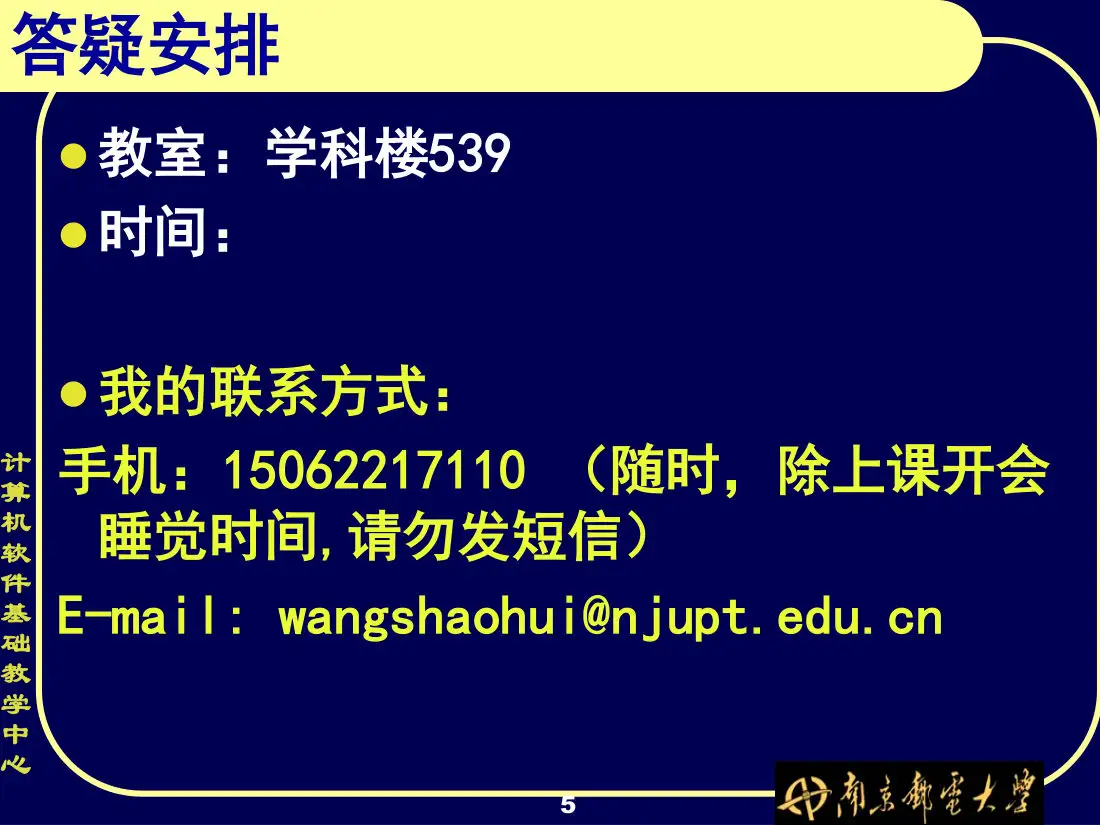 答疑安排
教室：学科楼539
时间：
我的联系方式：
手机：15062217110 （随时，除上课开会
睡觉时间,请勿发短信）
E-mail: wangshaohui@njupt.edu.cn
计算机软件基础教学中心
5
南京郵電大學